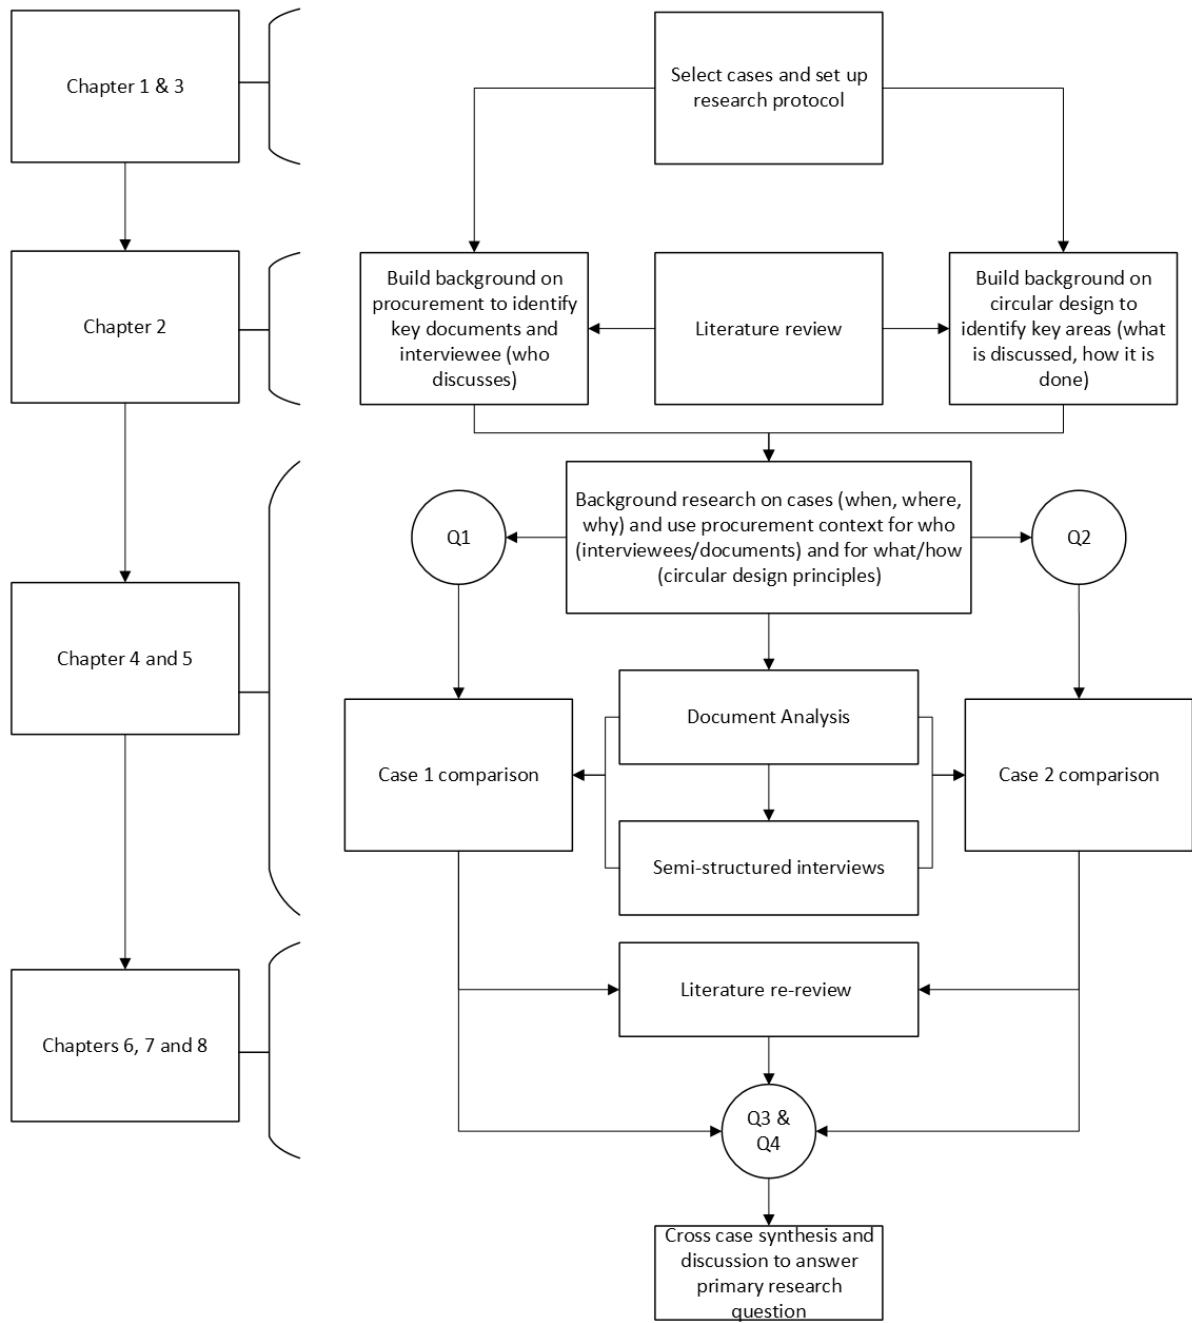 Chapter 1 & 3
Select cases and set up
research protocol
Chapter 2
Build background on
procurement to identify
key documents and
interviewee (who
discusses)
Literature review
Build background on
circular design to
identify key areas (what
is discussed, how it is
done)
Q1
Background research on cases (when, where,
why) and use procurement context for who
(interviewees/documents) and for what/how
(circular design principles)
Q2
Chapter 4 and 5
Document Analysis
Case 1 comparison
Case 2 comparison
Semi-structured interviews
Chapters 6, 7 and 8
Literature re-review
Q3 &
Q4
Cross case synthesis and
discussion to answer
primary research
question